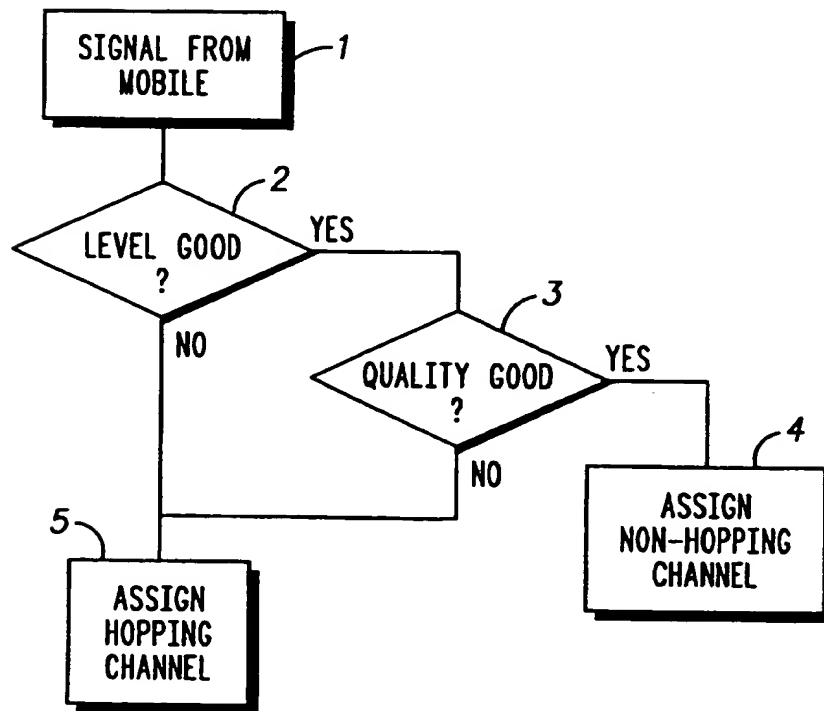 SIGNAL FROM
MOBILE
1
LEVEL GOOD
?
2
YES
NO
QUALITY GOOD
?
3
YES
NO
ASSIGN
NON-HOPPING
CHANNEL
4
5
ASSIGN
HOPPING
CHANNEL